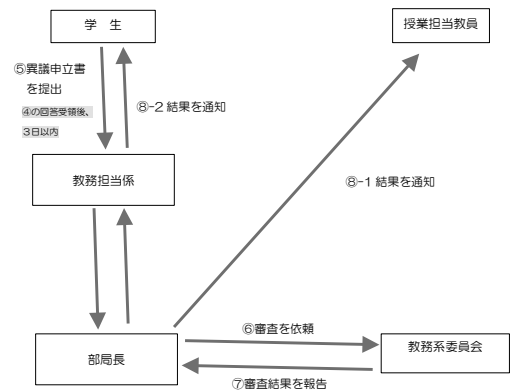 学 生
授業担当教員
⑤異議申立書
を提出
④の回答受領後、
3日以内
⑧-2 結果を通知
教務担当係
⑧-1 結果を通知
⑥審査を依頼
部局長
教務系委員会
⑦審査結果を報告